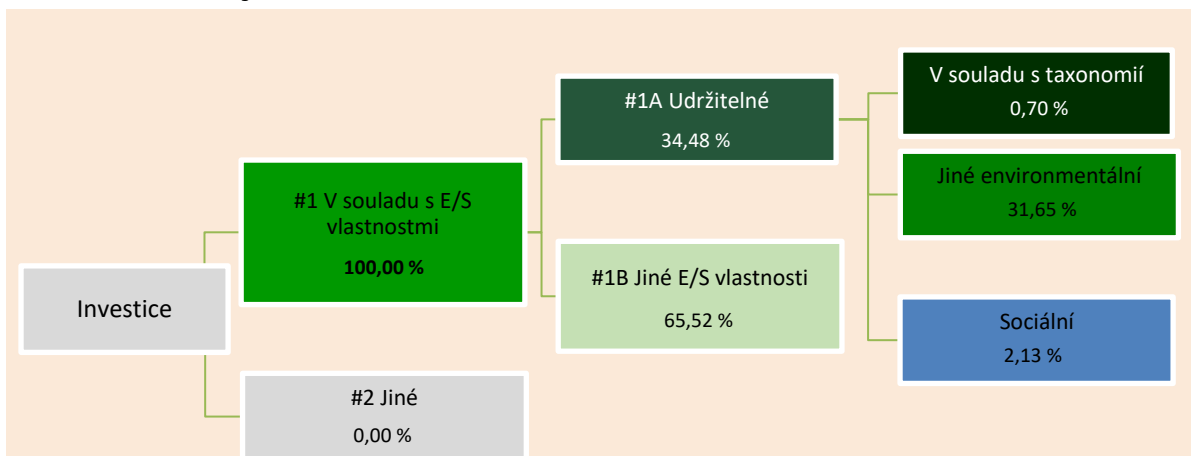 Investice
#1 V souladu s E/S
vlastnostmi
100,00 %
#2 Jiné
0,00 %
#1A Udržitelné
34,48 %
#1B Jiné E/S vlastnosti
65,52 %
V souladu s taxonomií
0,70 %
Jiné environmentální
31,65 %
Sociální
2,13 %